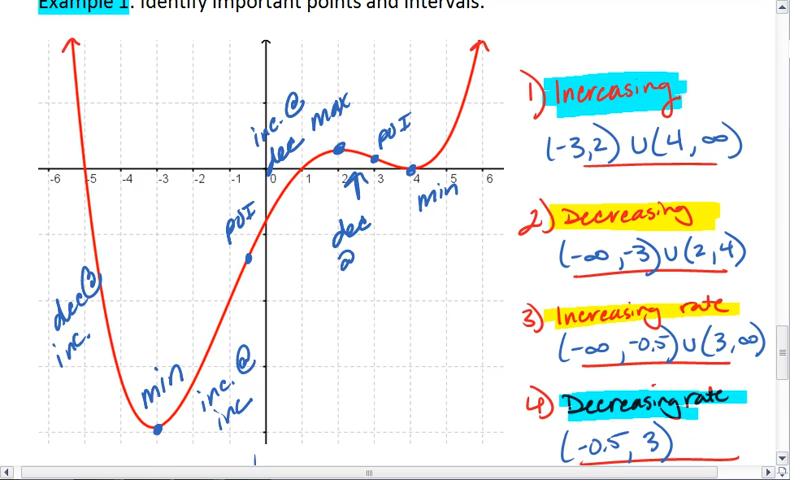 Example 1: Identify important points and intervals.
inc. @
dec
max
POI
-6 -5 -4 -3 -2 -1 0 1 2 3 4 5 6
min
dec
@
POI
dec @
inc.
min
inc. @
inc
1) Increasing
(-3,2) ∪ (4, ∞)
2) Decreasing
(-∞, -3) ∪ (2, 4)
3) Increasing rate
(-∞, -0.5) ∪ (3, ∞)
4) Decreasing rate
(-0.5, 3)